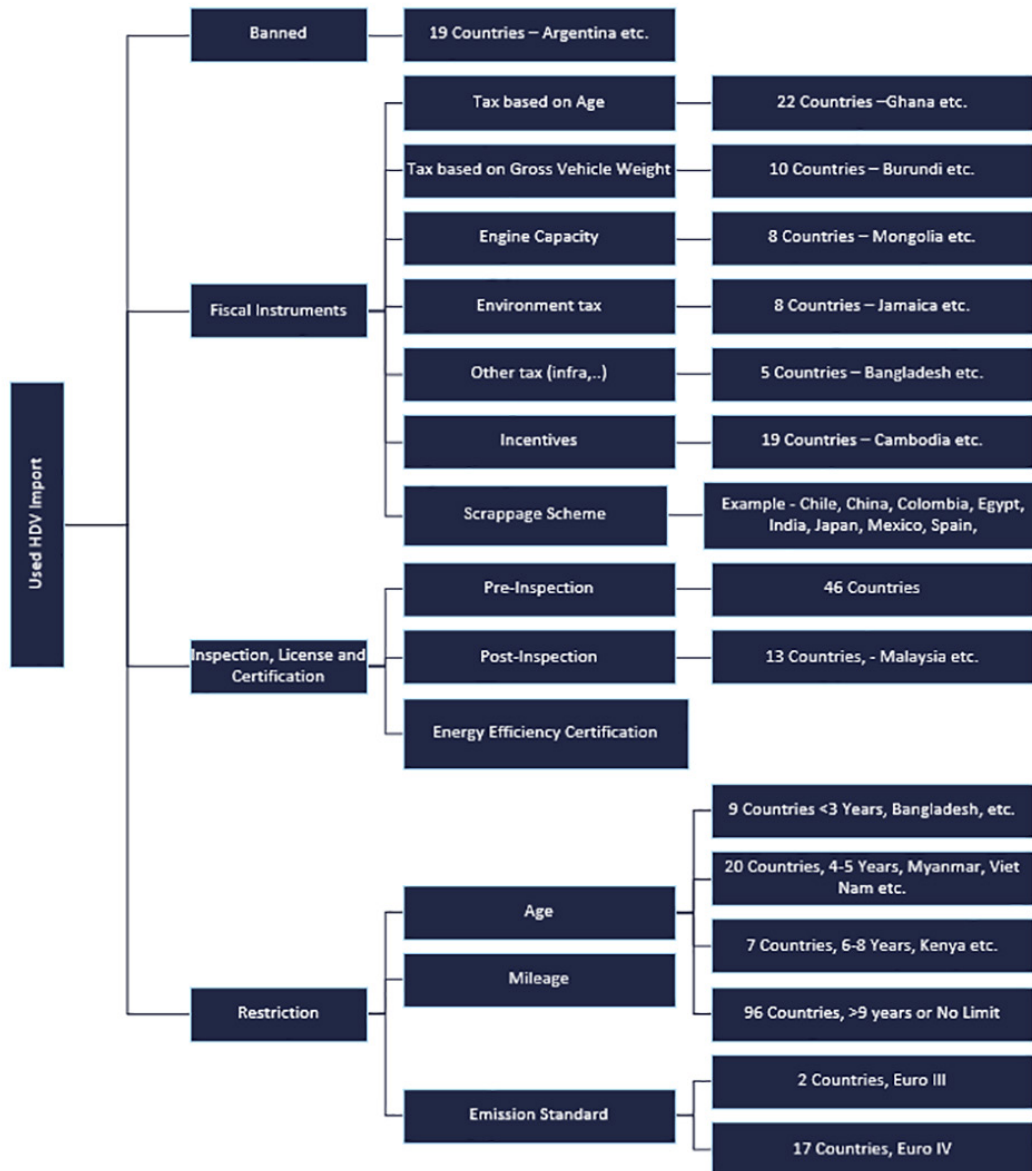 Used HDV Import
Banned
19 Countries – Argentina etc.
Fiscal Instruments
Tax based on Age
22 Countries –Ghana etc.
Tax based on Gross Vehicle Weight
10 Countries – Burundi etc.
Engine Capacity
8 Countries – Mongolia etc.
Environment tax
8 Countries – Jamaica etc.
Other tax (infra,..)
5 Countries – Bangladesh etc.
Incentives
19 Countries – Cambodia etc.
Scrappage Scheme
Example - Chile, China, Colombia, Egypt,
India, Japan, Mexico, Spain,
Inspection, License and
Certification
Pre-Inspection
46 Countries
Post-Inspection
13 Countries, - Malaysia etc.
Energy Efficiency Certification
Restriction
Age
9 Countries <3 Years, Bangladesh, etc.
20 Countries, 4-5 Years, Myanmar, Viet
Nam etc.
7 Countries, 6-8 Years, Kenya etc.
96 Countries, >9 years or No Limit
Mileage
Emission Standard
2 Countries, Euro III
17 Countries, Euro IV